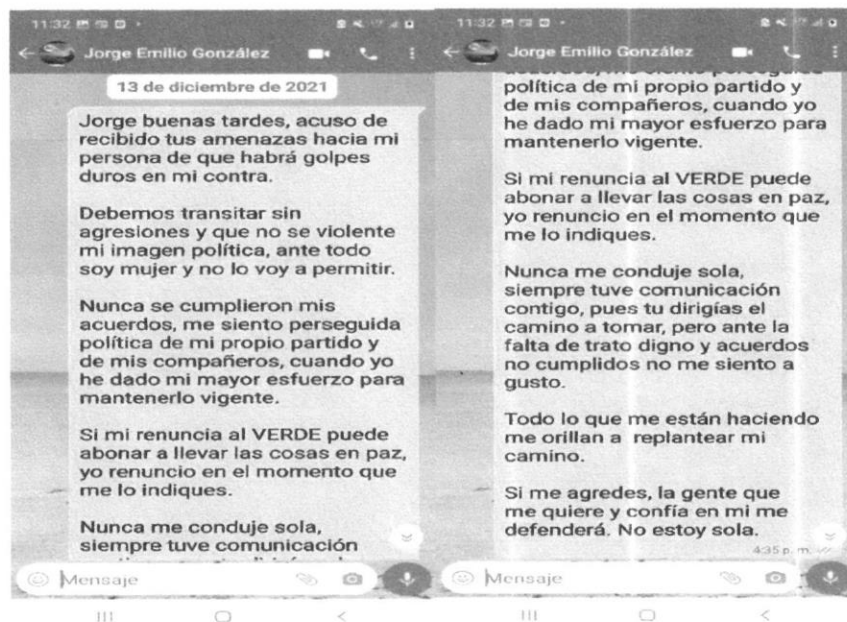 11:32
Jorge Emilio González
13 de diciembre de 2021
Jorge buenas tardes, acuso de
recibido tus amenazas hacia mi
persona de que habrá golpes
duros en mi contra.
Debemos transitar sin
agresiones y que no se violente
mi imagen política, ante todo
soy mujer y no lo voy a permitir.
Nunca se cumplieron mis
acuerdos, me siento perseguida
política de mi propio partido y
de mis compañeros, cuando yo
he dado mi mayor esfuerzo para
mantenerlo vigente.
Si mi renuncia al VERDE puede
abonar a llevar las cosas en paz,
yo renuncio en el momento que
me lo indiques.
Nunca me conduje sola,
siempre tuve comunicación
Mensaje
11:32
Jorge Emilio González
política de mi propio partido y
de mis compañeros, cuando yo
he dado mi mayor esfuerzo para
mantenerlo vigente.
Si mi renuncia al VERDE puede
abonar a llevar las cosas en paz,
yo renuncio en el momento que
me lo indiques.
Nunca me conduje sola,
siempre tuve comunicación
contigo, pues tu dirigías el
camino a tomar, pero ante la
falta de trato digno y acuerdos
no cumplidos no me siento a
gusto.
Todo lo que me están haciendo
me orillan a replantear mi
camino.
Si me agredes, la gente que
me quiere y confía en mi me
defenderá. No estoy sola.
4:35 p. m.
Mensaje